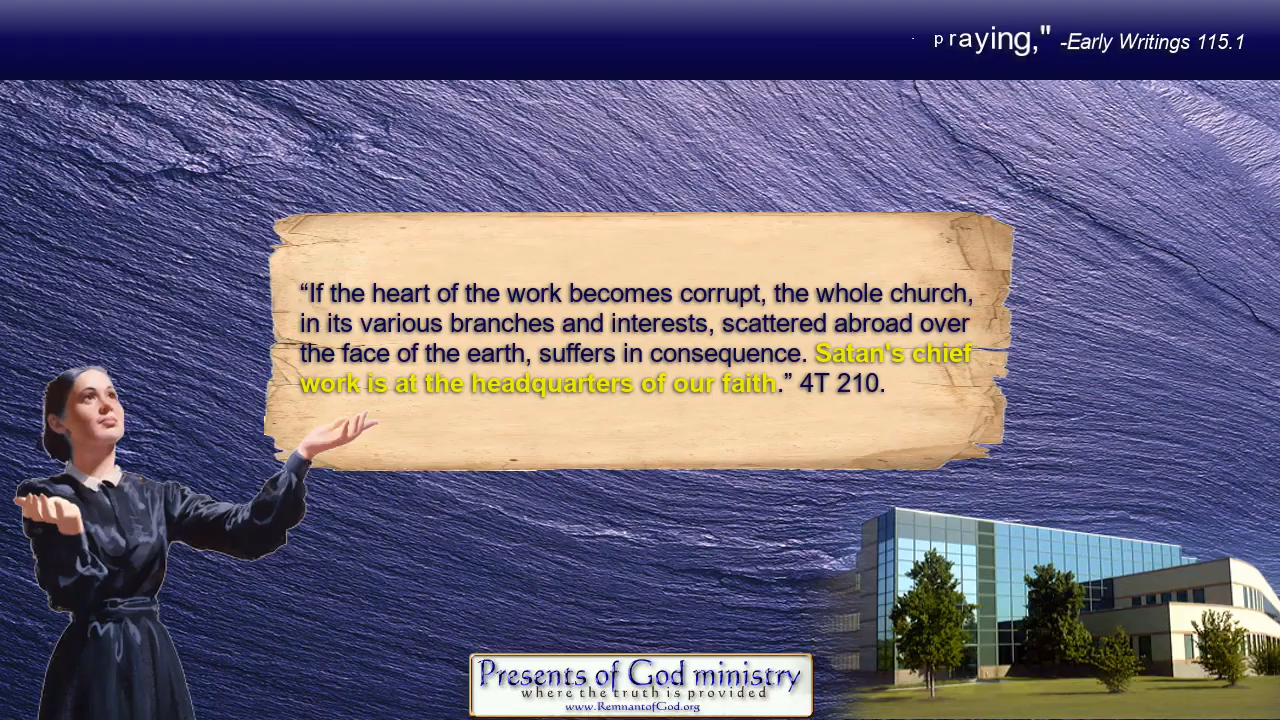 praying," -Early Writings 115.1
“If the heart of the work becomes corrupt, the whole church,
in its various branches and interests, scattered abroad over
the face of the earth, suffers in consequence. Satan's chief
work is at the headquarters of our faith.” 4T 210.
Presents of God ministry
where the truth is provided
www.RemnantofGod.org